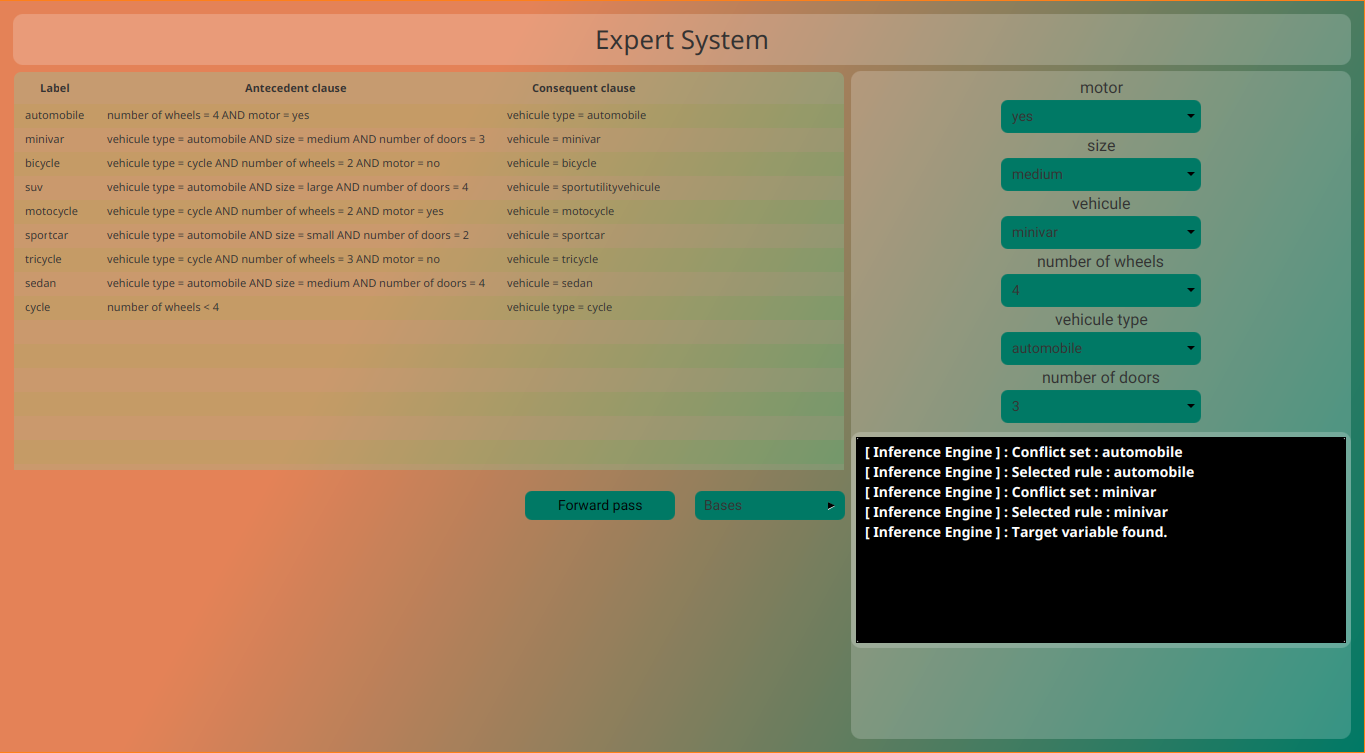 Expert System
Label Antecedent clause Consequent clause
automobile number of wheels = 4 AND motor = yes vehicule type = automobile
minivar vehicule type = automobile AND size = medium AND number of doors = 3 vehicule = minivar
bicycle vehicule type = cycle AND number of wheels = 2 AND motor = no vehicule = bicycle
suv vehicule type = automobile AND size = large AND number of doors = 4 vehicule = sportutilityvehicule
motocycle vehicule type = cycle AND number of wheels = 2 AND motor = yes vehicule = motocycle
sportcar vehicule type = automobile AND size = small AND number of doors = 2 vehicule = sportcar
tricycle vehicule type = cycle AND number of wheels = 3 AND motor = no vehicule = tricycle
sedan vehicule type = automobile AND size = medium AND number of doors = 4 vehicule = sedan
cycle number of wheels < 4 vehicule type = cycle
Forward pass
Bases
motor
yes
size
medium
vehicule
minivar
number of wheels
4
vehicule type
automobile
number of doors
3
[ Inference Engine ] : Conflict set : automobile
[ Inference Engine ] : Selected rule : automobile
[ Inference Engine ] : Conflict set : minivar
[ Inference Engine ] : Selected rule : minivar
[ Inference Engine ] : Target variable found.